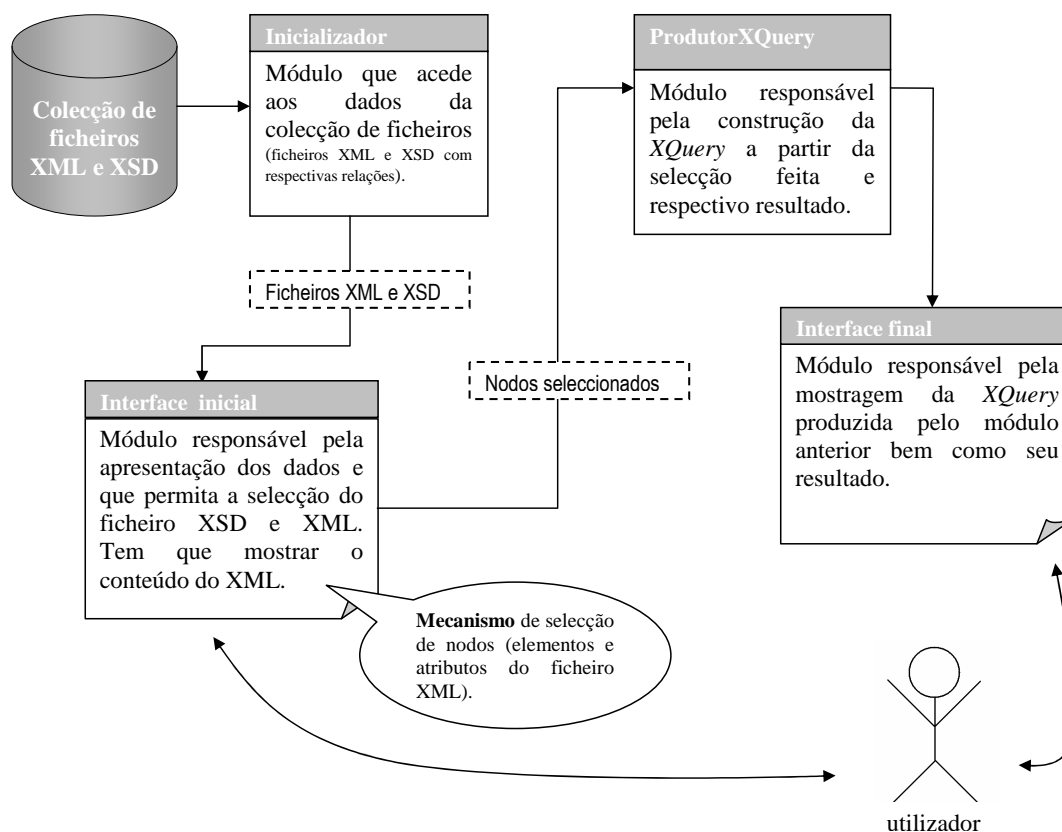 Colecção de
ficheiros
XML e XSD
Inicializador
Módulo que acede
aos dados da
colecção de ficheiros
(ficheiros XML e XSD com
respectivas relações).
ProdutorXQuery
Módulo responsável
pela construção da
XQuery a partir da
selecção feita e
respectivo resultado.
Ficheiros XML e XSD
Nodos seleccionados
Interface final
Módulo responsável pela
mostragem da XQuery
produzida pelo módulo
anterior bem como seu
resultado.
Interface inicial
Módulo responsável pela
apresentação dos dados e
que permita a selecção do
ficheiro XSD e XML.
Tem que mostrar o
conteúdo do XML.
Mecanismo de selecção
de nodos (elementos e
atributos do ficheiro
XML).
utilizador